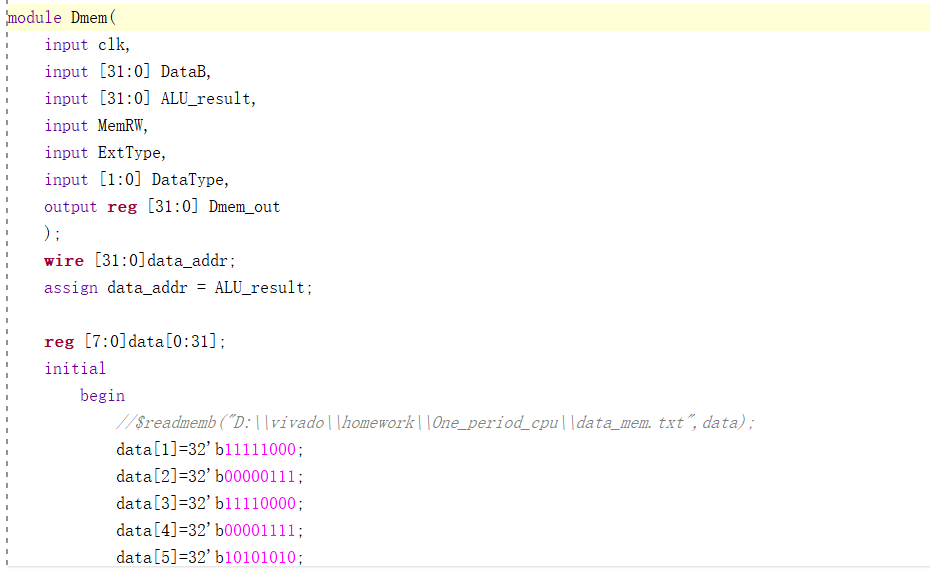 module Dmem(
input clk,
input [31:0] DataB,
input [31:0] ALU_result,
input MemRW,
input ExtType,
input [1:0] DataType,
output reg [31:0] Dmem_out
);
wire [31:0]data_addr;
assign data_addr = ALU_result;
reg [7:0]data[0:31];
initial
begin
//$readmemb("D:\\vivado\\homework\\One_period_cpu\\data_mem.txt",data);
data[1]=32'b11111000;
data[2]=32'b00000111;
data[3]=32'b11110000;
data[4]=32'b00001111;
data[5]=32'b10101010;